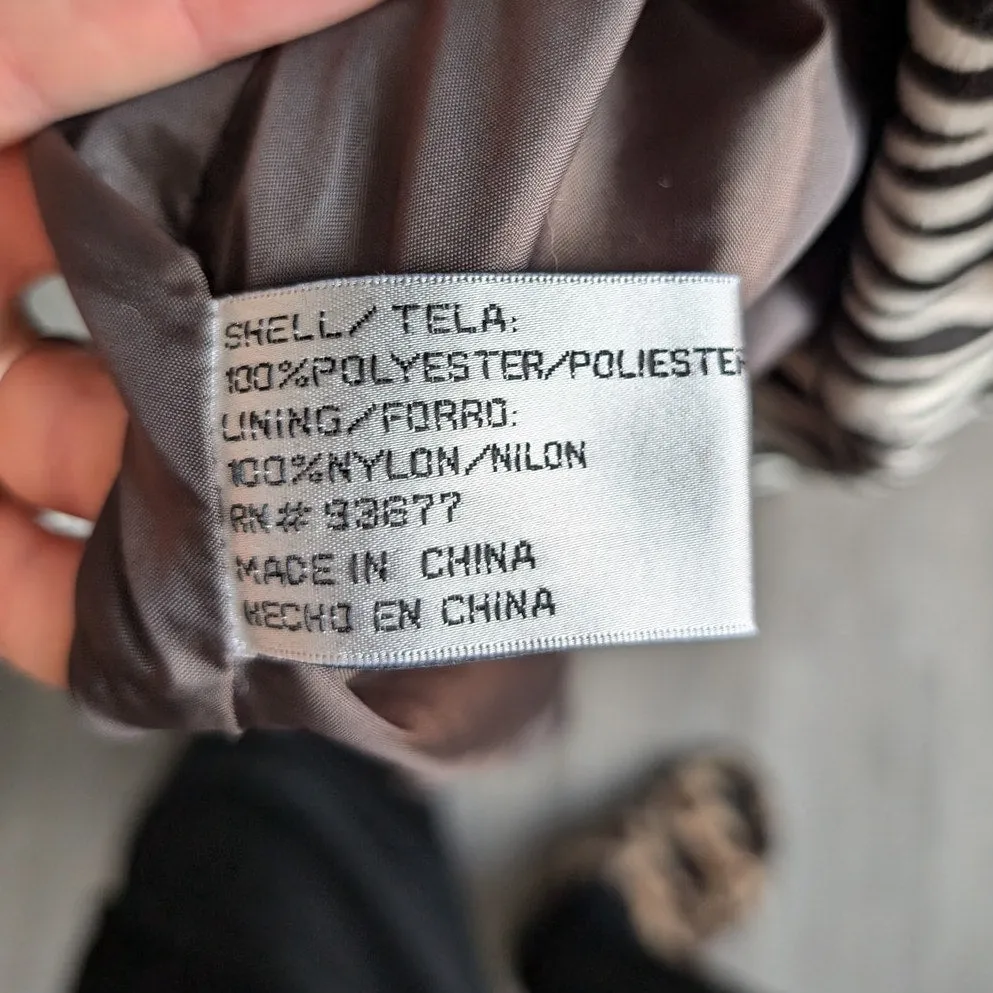 SHELL/ TELA:
100%POLYESTER/POLIESTER
LINING/FORRO:
100%NYLON/NILON
RN# 93677
MADE IN CHINA
HECHO EN CHINA